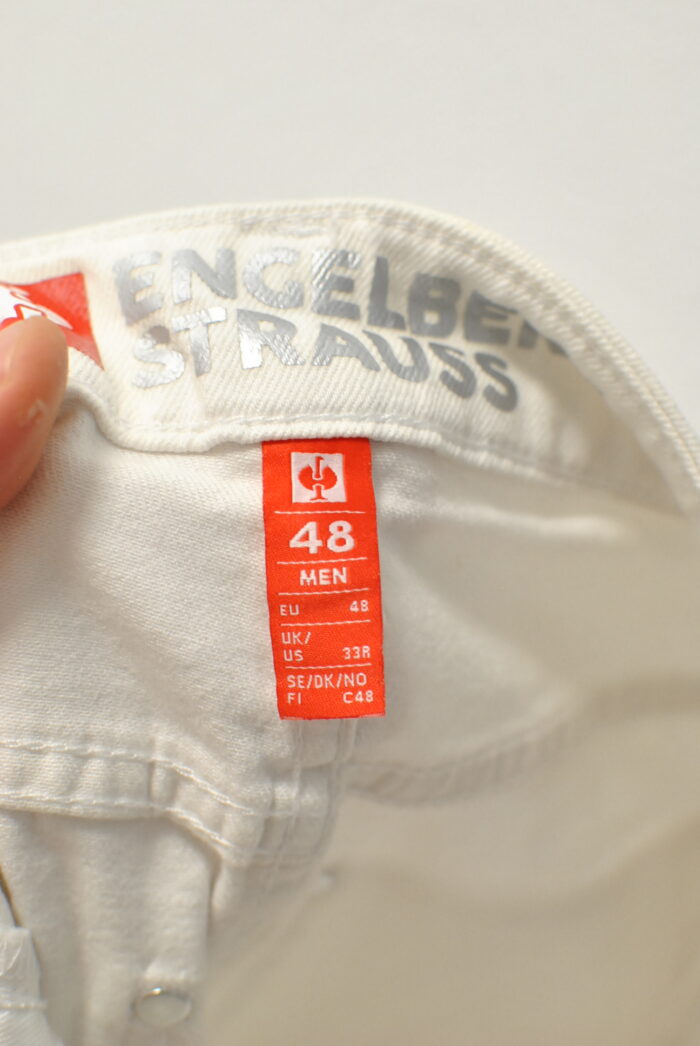 ENGELBER
STRAUSS
48
MEN
EU 48
UK/
US 33R
SE/DK/NO
FI C48